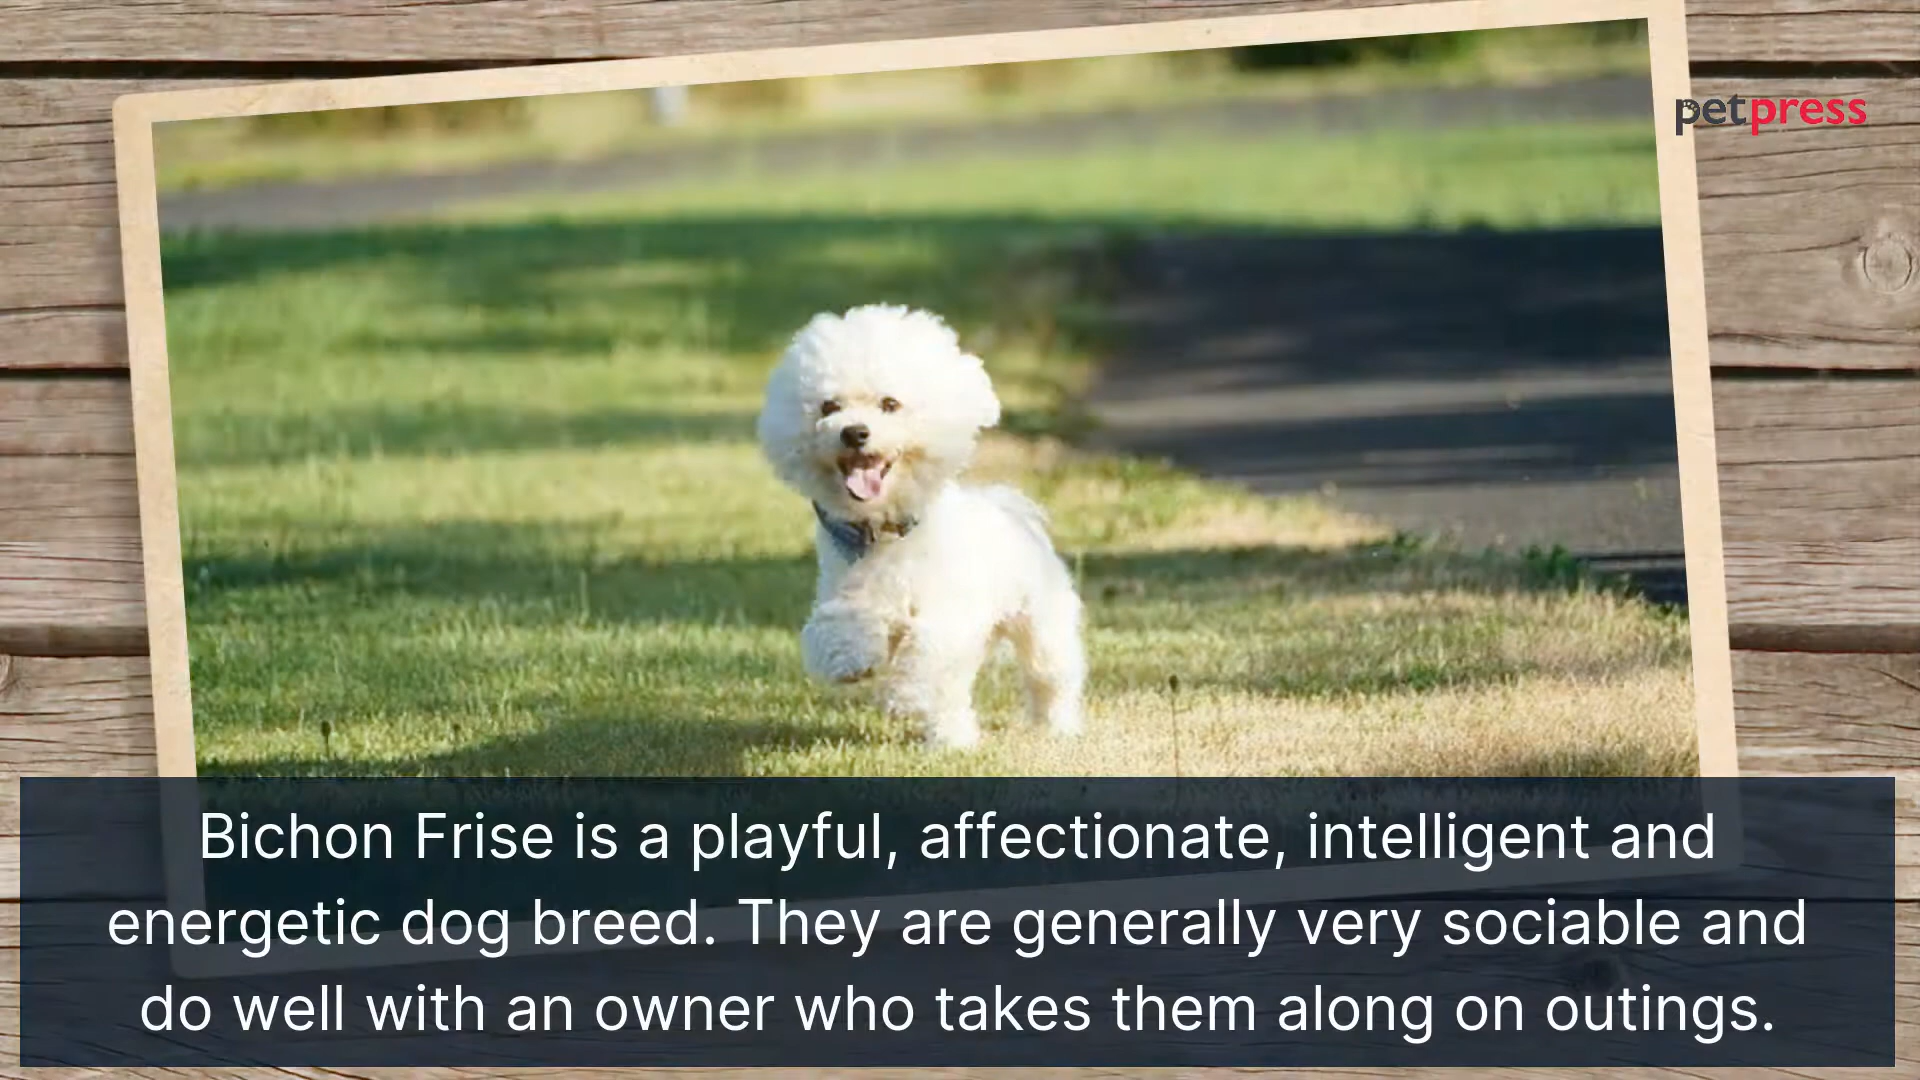 petpress
Bichon Frise is a playful, affectionate, intelligent and
energetic dog breed. They are generally very sociable and
do well with an owner who takes them along on outings.